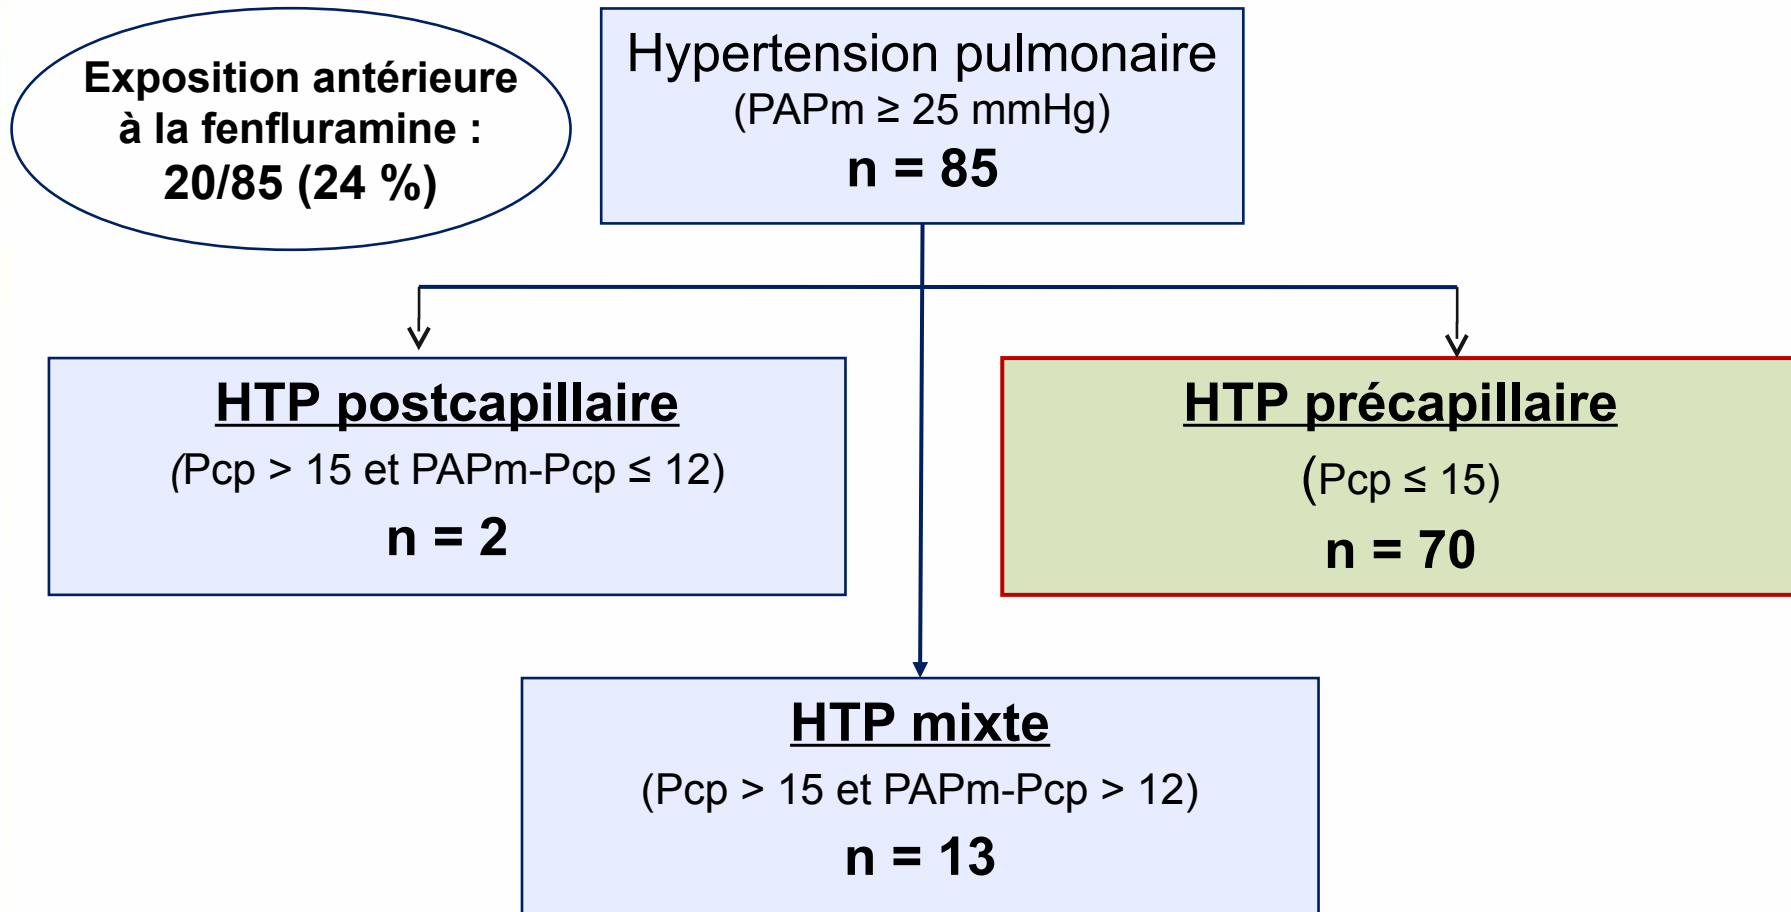 Exposition antérieure
à la fenfluramine :
20/85 (24 %)
Hypertension pulmonaire
(PAPm ≥ 25 mmHg)
n = 85
HTP postcapillaire
(Pcp > 15 et PAPm-Pcp ≤ 12)
n = 2
HTP précapillaire
(Pcp ≤ 15)
n = 70
HTP mixte
(Pcp > 15 et PAPm-Pcp > 12)
n = 13